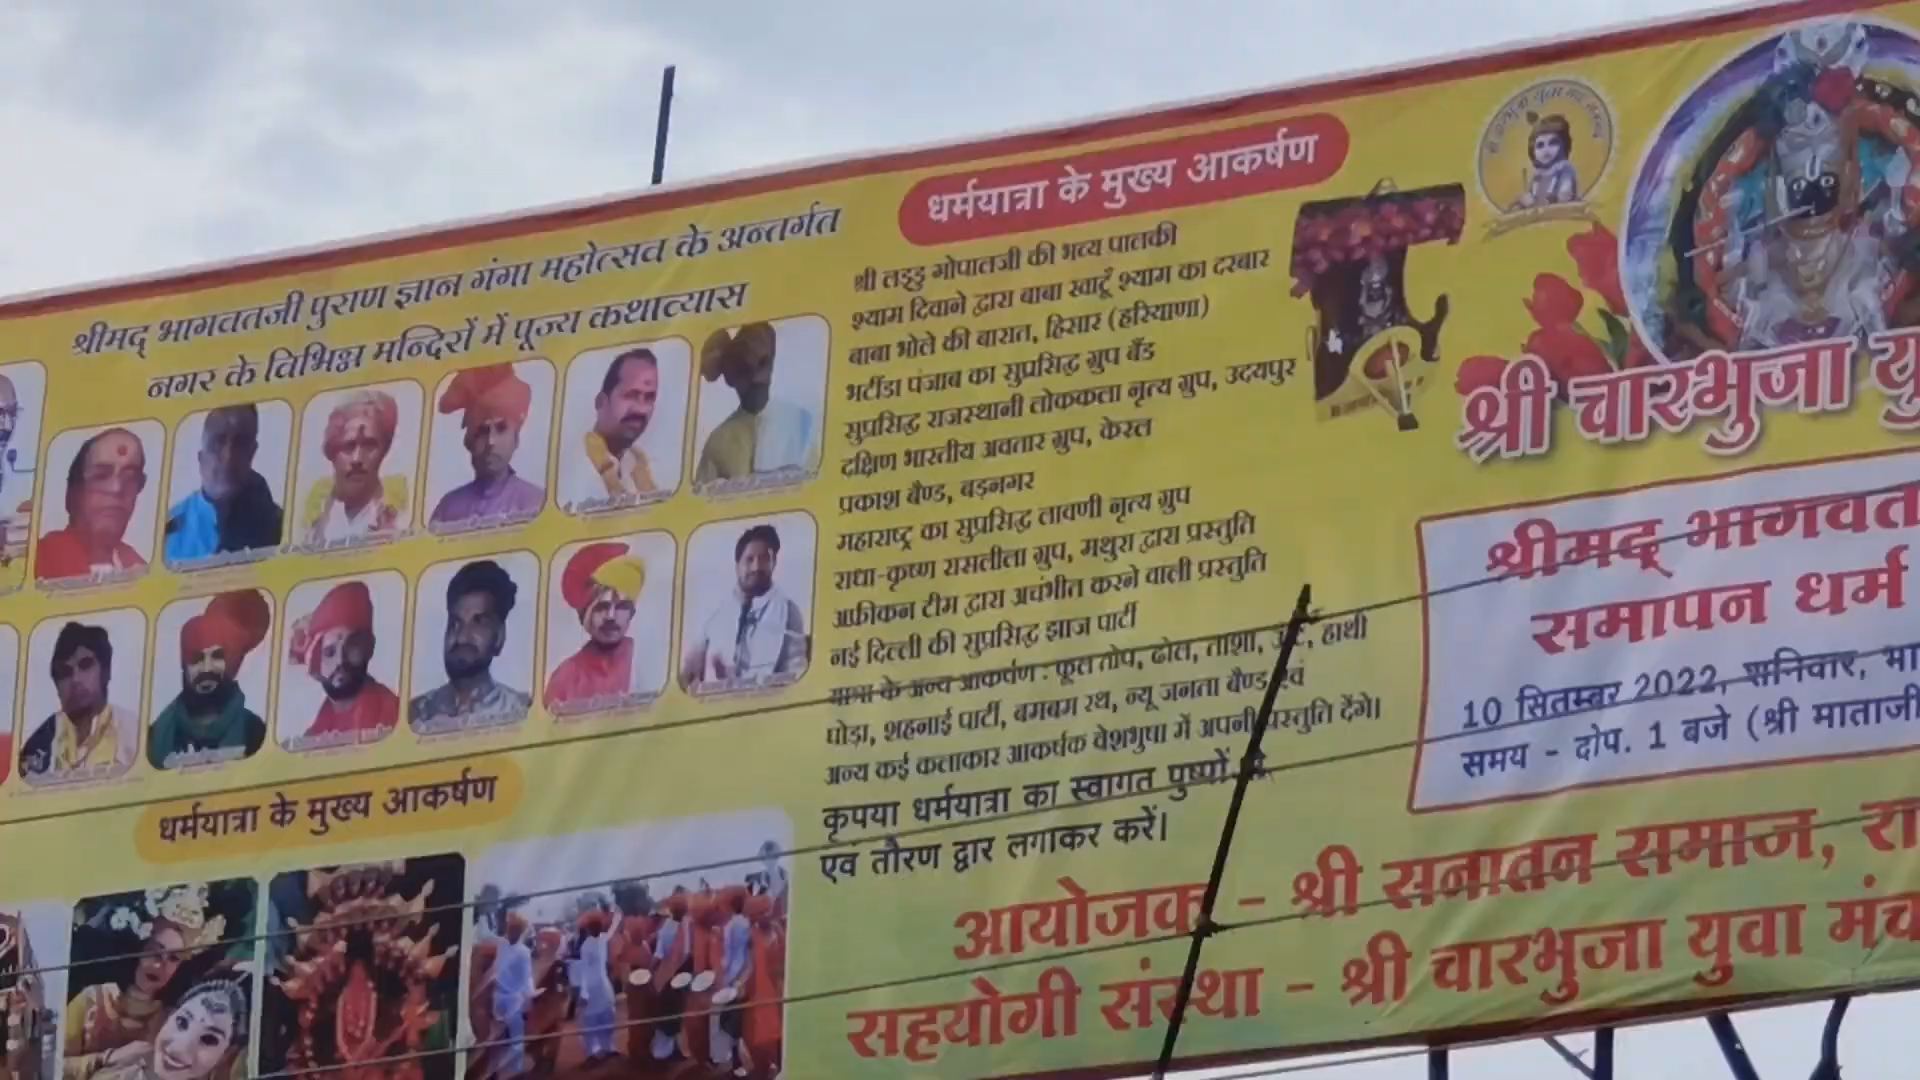 श्रीमद् भागवतजी पुराण ज्ञान गंगा महोत्सव के अन्तर्गत
नगर के विभिन्न मन्दिरों में पूज्य कथाव्यास
धर्मयात्रा के मुख्य आकर्षण
धर्मयात्रा के मुख्य आकर्षण
श्री लड्डु गोपालजी की भव्य पालकी
श्याम दिवाने द्वारा बाबा खाटूँ श्याम का दरबार
बाबा भोले की बारात, हिसार (हरियाणा)
भटींडा पंजाब का सुप्रसिद्ध ग्रुप बैंड
सुप्रसिद्ध राजस्थानी लोककला नृत्य ग्रुप, उदयपुर
दक्षिण भारतीय अवतार ग्रुप, केरल
प्रकाश बैण्ड, बड़नगर
महाराष्ट्र का सुप्रसिद्ध लावणी नृत्य ग्रुप
राधा-कृष्ण रासलीला ग्रुप, मथुरा द्वारा प्रस्तुति
अफ्रीकन टीम द्वारा अचंभीत करने वाली प्रस्तुति
नई दिल्ली की सुप्रसिद्ध झाज पार्टी
यात्रा के अन्य आकर्षण : फूल तोप, ढोल, ताशा, ऊंट, हाथी
घोड़ा, शहनाई पार्टी, बमबम रथ, न्यू जनता बैण्ड एवं
अन्य कई कलाकार आकर्षक वेशभुषा में अपनी प्रस्तुति देंगे।
कृपया धर्मयात्रा का स्वागत पुष्पों से
एवं तौरण द्वार लगाकर करें।
श्री चारभुजा यु
श्रीमद् भागवत
समापन धर्म
10 सितम्बर 2022, शनिवार, भा
समय - दोप. 1 बजे (श्री माताजी
आयोजक - श्री सनातन समाज, रा
सहयोगी संस्था - श्री चारभुजा युवा मंच